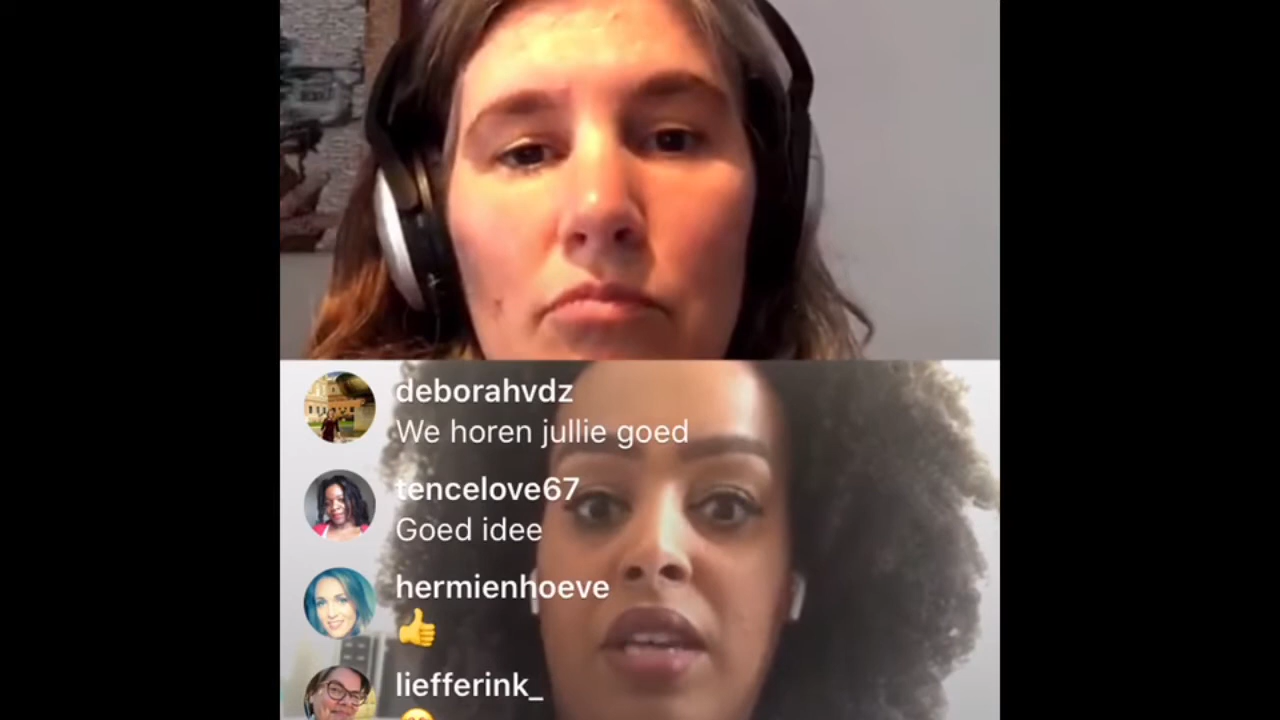 deborahvdz
We horen jullie goed
tencelove67
Goed idee
hermienhoeve
👍
liefferink_